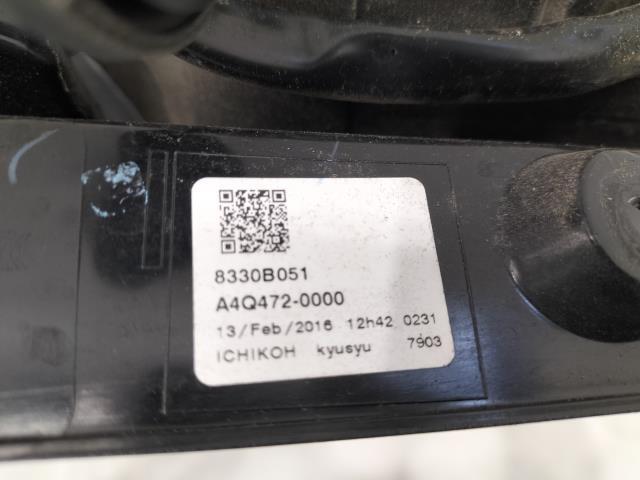 8330B051
A4Q472-0000
13/Feb/2016 12h42 0231
ICHIKOH kyusyu 7903